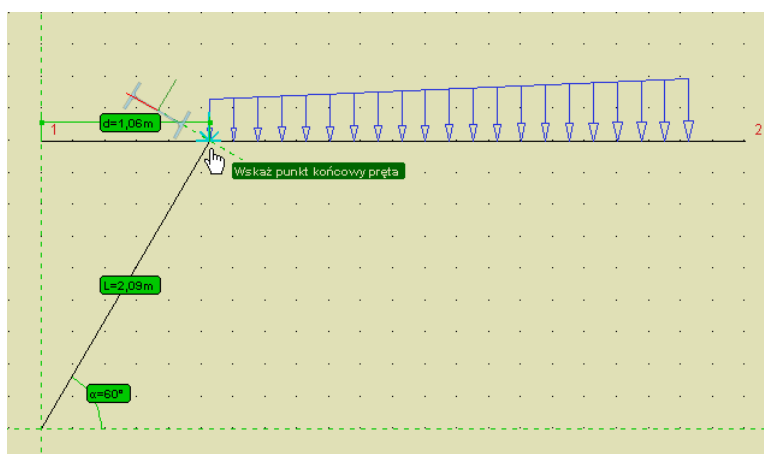 1
d=1,06m
2
Wskaż punkt końcowy pręta
L=2,09m
α=60°